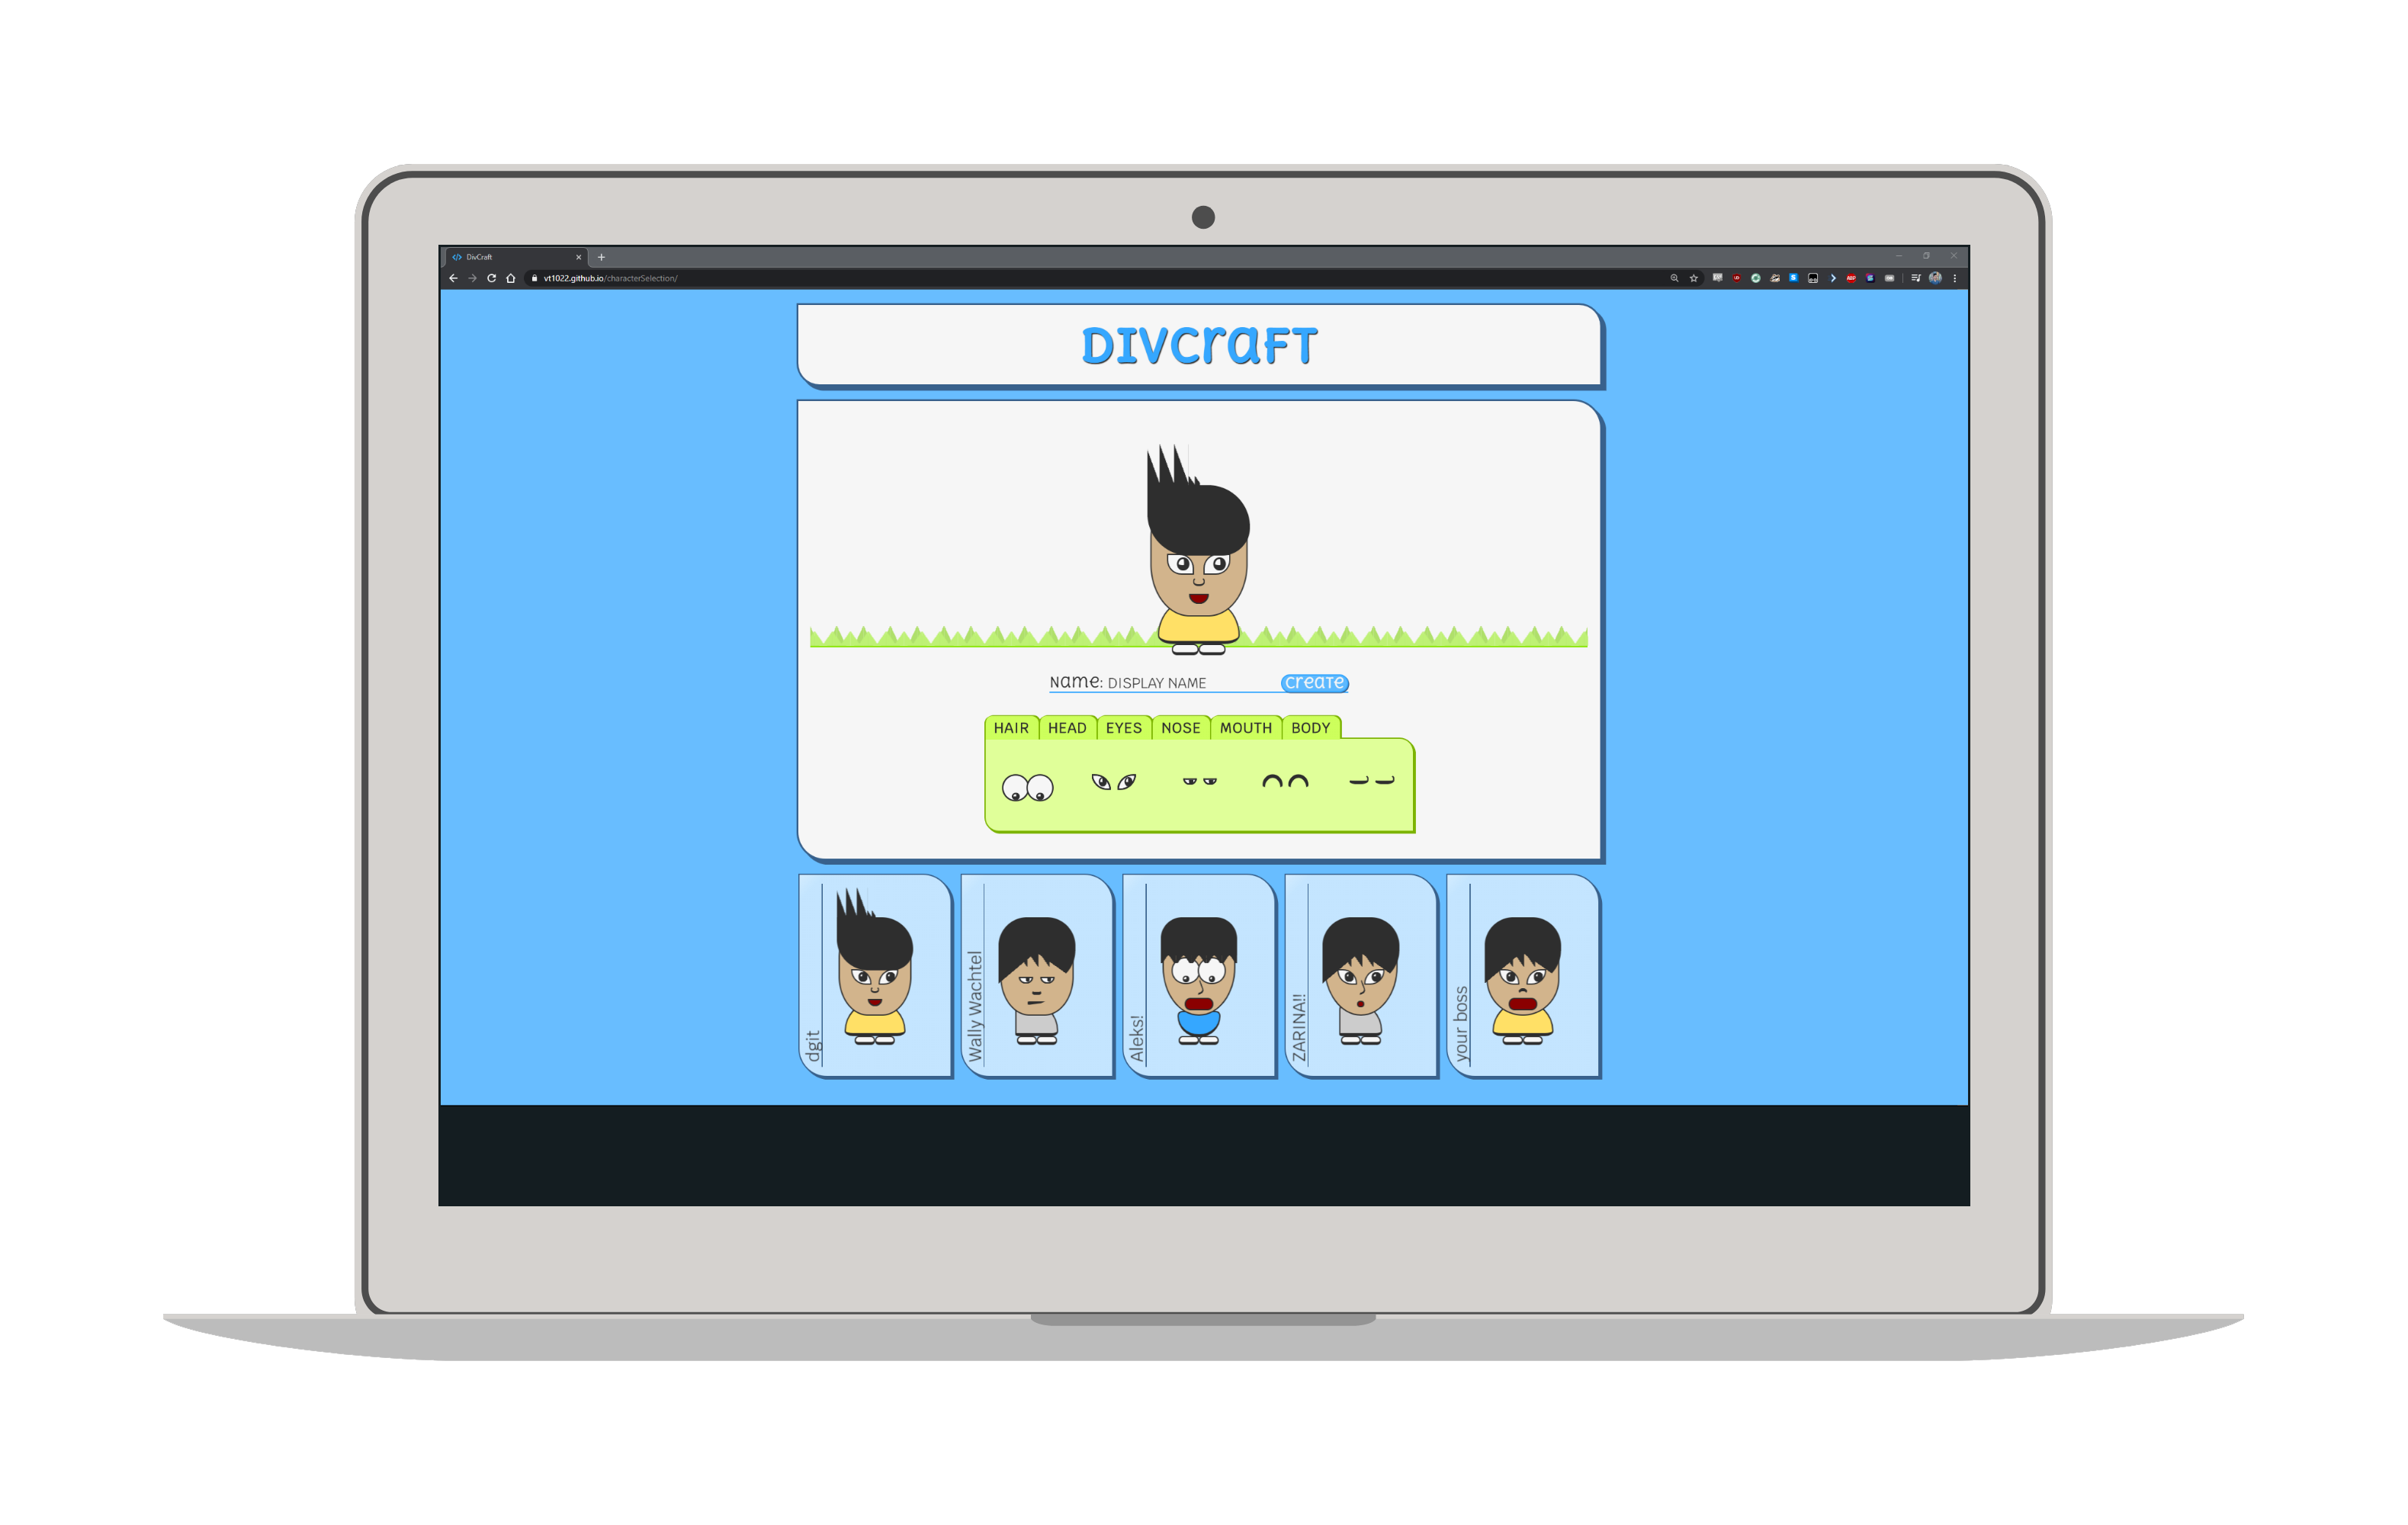 DivCraft
vt1022.github.io/characterSelection/
DIVCraFT
Name: DISPLAY NAME create
HAIR HEAD EYES NOSE MOUTH BODY
dgit
Wally Wachtel
Aleks!
ZARINA!!
your boss